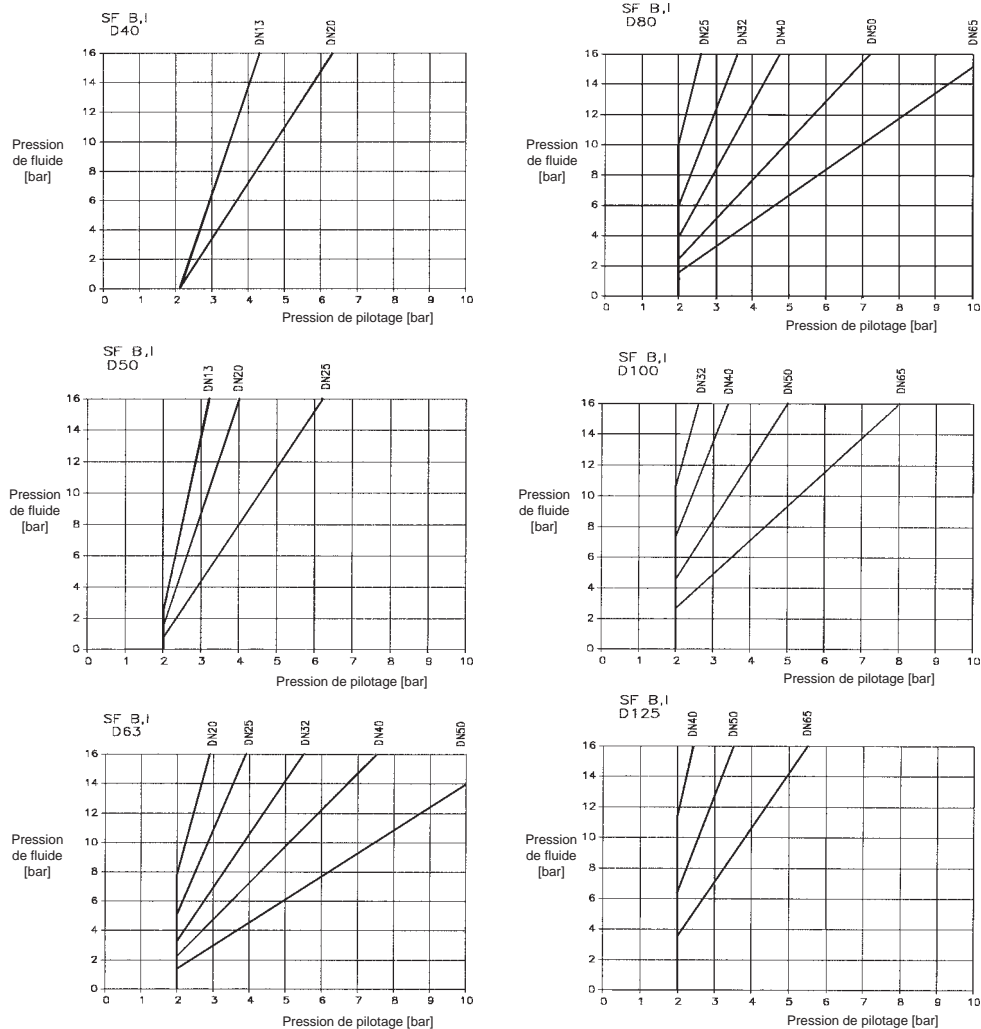 SF B,I
D40
DN13
DN20
16
14
12
10
8
6
4
2
0
0 1 2 3 4 5 6 7 8 9 10
Pression
de fluide
[bar]
Pression de pilotage [bar]
SF B,I
D80
DN25
DN32
DN40
DN50
DN65
16
14
12
10
8
6
4
2
0
0 1 2 3 4 5 6 7 8 9 10
Pression
de fluide
[bar]
Pression de pilotage [bar]
SF B,I
D50
DN13
DN20
DN25
16
14
12
10
8
6
4
2
0
0 1 2 3 4 5 6 7 8 9 10
Pression
de fluide
[bar]
Pression de pilotage [bar]
SF B,I
D100
DN32
DN40
DN50
DN65
16
14
12
10
8
6
4
2
0
0 1 2 3 4 5 6 7 8 9 10
Pression
de fluide
[bar]
Pression de pilotage [bar]
SF B,I
D63
DN20
DN25
DN32
DN40
DN50
16
14
12
10
8
6
4
2
0
0 1 2 3 4 5 6 7 8 9 10
Pression
de fluide
[bar]
Pression de pilotage [bar]
SF B,I
D125
DN40
DN50
DN65
16
14
12
10
8
6
4
2
0
0 1 2 3 4 5 6 7 8 9 10
Pression
de fluide
[bar]
Pression de pilotage [bar]